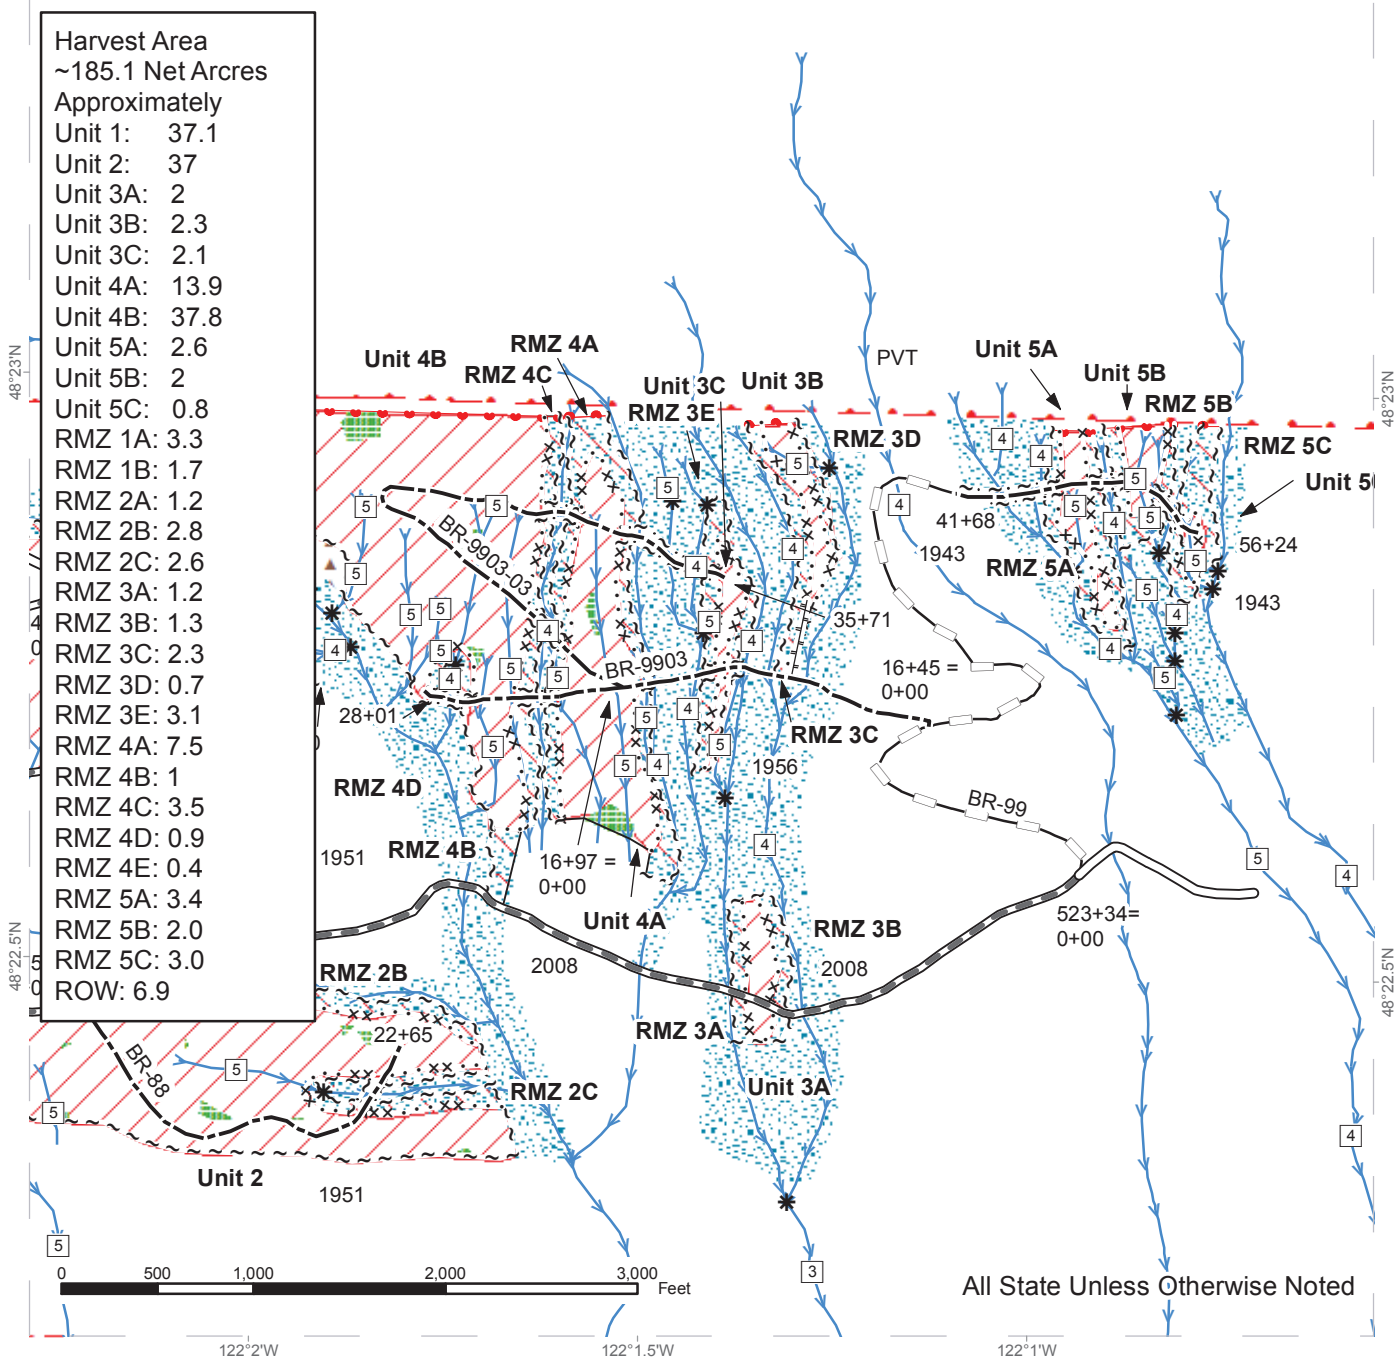 Harvest Area
~185.1 Net Arcres
Approximately
Unit 1: 37.1
Unit 2: 37
Unit 3A: 2
Unit 3B: 2.3
Unit 3C: 2.1
Unit 4A: 13.9
Unit 4B: 37.8
Unit 5A: 2.6
Unit 5B: 2
Unit 5C: 0.8
RMZ 1A: 3.3
RMZ 1B: 1.7
RMZ 2A: 1.2
RMZ 2B: 2.8
RMZ 2C: 2.6
RMZ 3A: 1.2
RMZ 3B: 1.3
RMZ 3C: 2.3
RMZ 3D: 0.7
RMZ 3E: 3.1
RMZ 4A: 7.5
RMZ 4B: 1
RMZ 4C: 3.5
RMZ 4D: 0.9
RMZ 4E: 0.4
RMZ 5A: 3.4
RMZ 5B: 2.0
RMZ 5C: 3.0
ROW: 6.9
48°23'N
48°23'N
Unit 4B
RMZ 4A
RMZ 4C
Unit 3C
RMZ 3E
Unit 3B
RMZ 3D
PVT
Unit 5A
Unit 5B
RMZ 5B
RMZ 5C
Unit 5
41+68
1943
RMZ 5A
56+24
1943
BR-9903-03
BR-9903
35+71
16+45 =
0+00
28+01
RMZ 3C
1956
RMZ 4D
BR-99
RMZ 4B
1951
16+97 =
0+00
Unit 4A
RMZ 3B
523+34=
0+00
48°22.5'N
48°22.5'N
RMZ 2B
2008
2008
RMZ 3A
22+65
BR-88
RMZ 2C
Unit 3A
Unit 2
1951
0 500 1,000 2,000 3,000
Feet
All State Unless Otherwise Noted
122°2'W
122°1.5'W
122°1'W